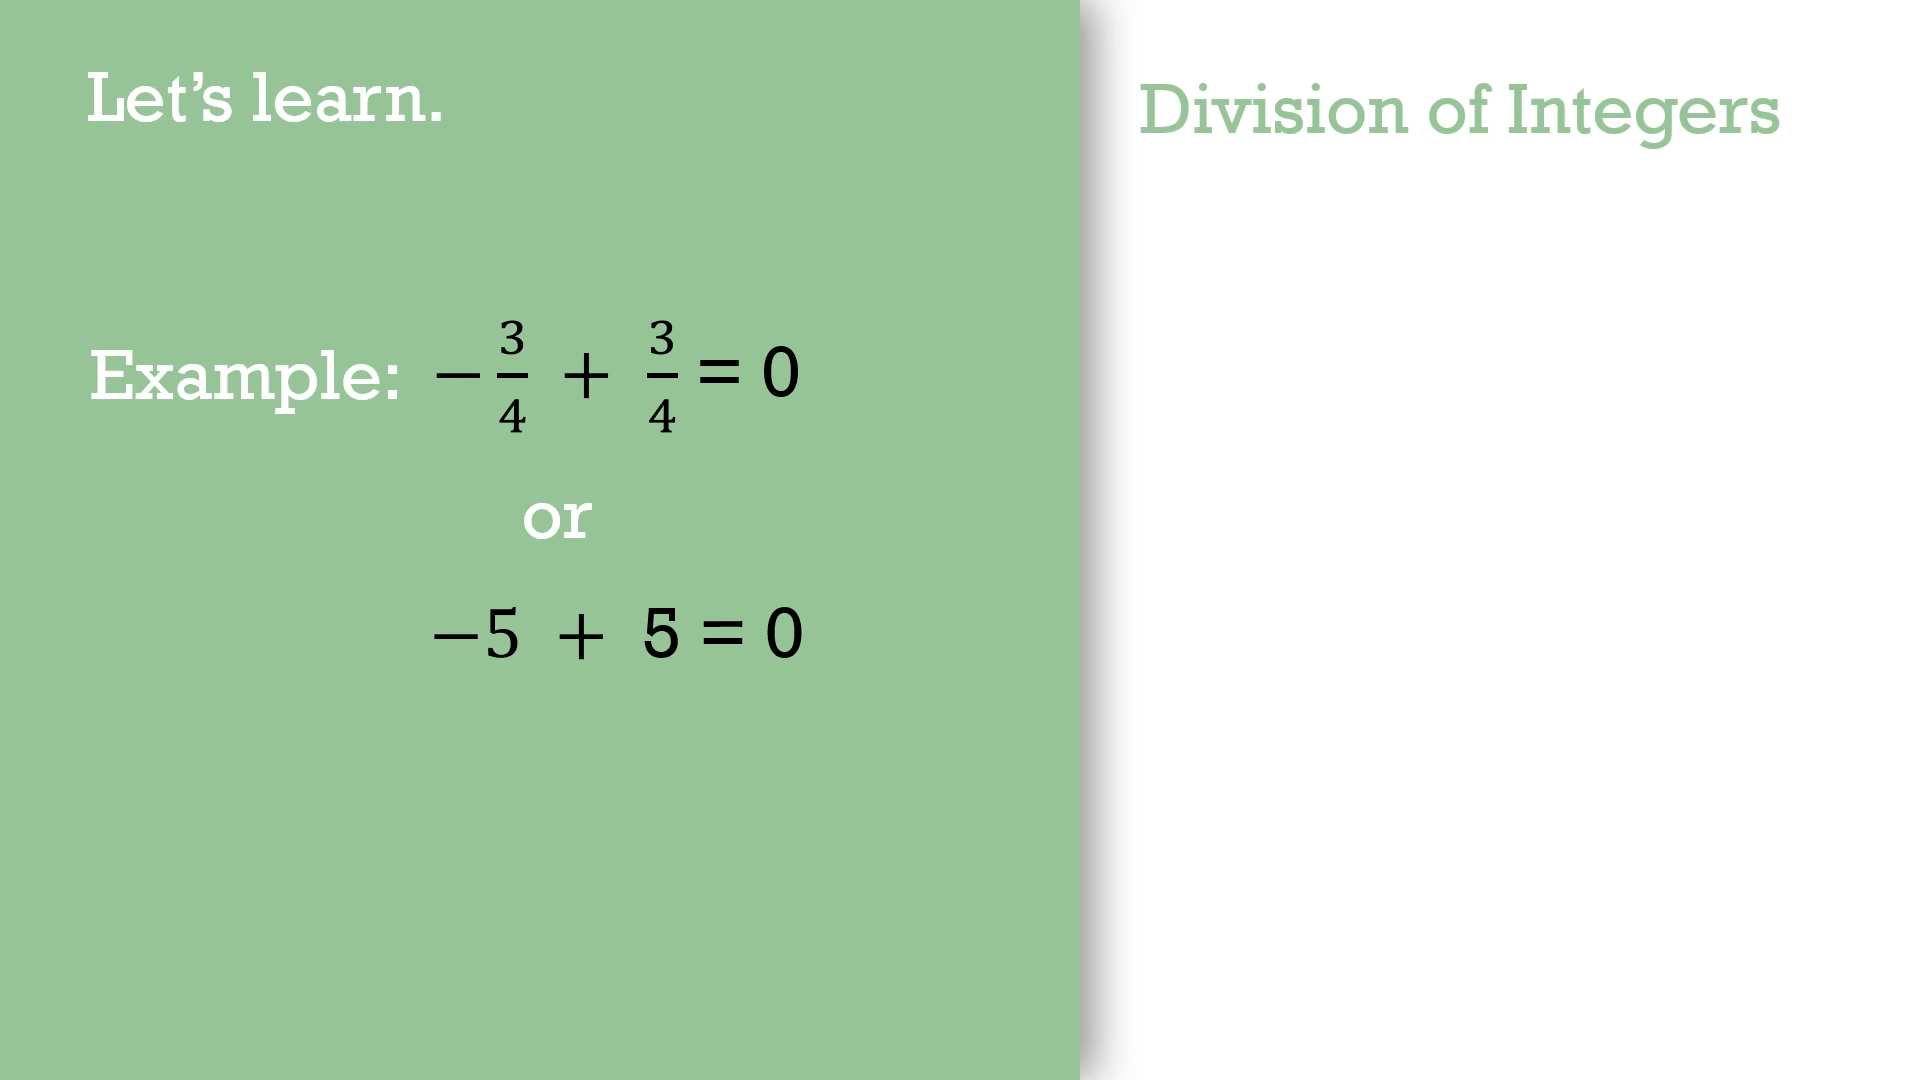 Let’s learn.
Division of Integers
Example: −3/4 + 3/4 = 0
or
−5 + 5 = 0